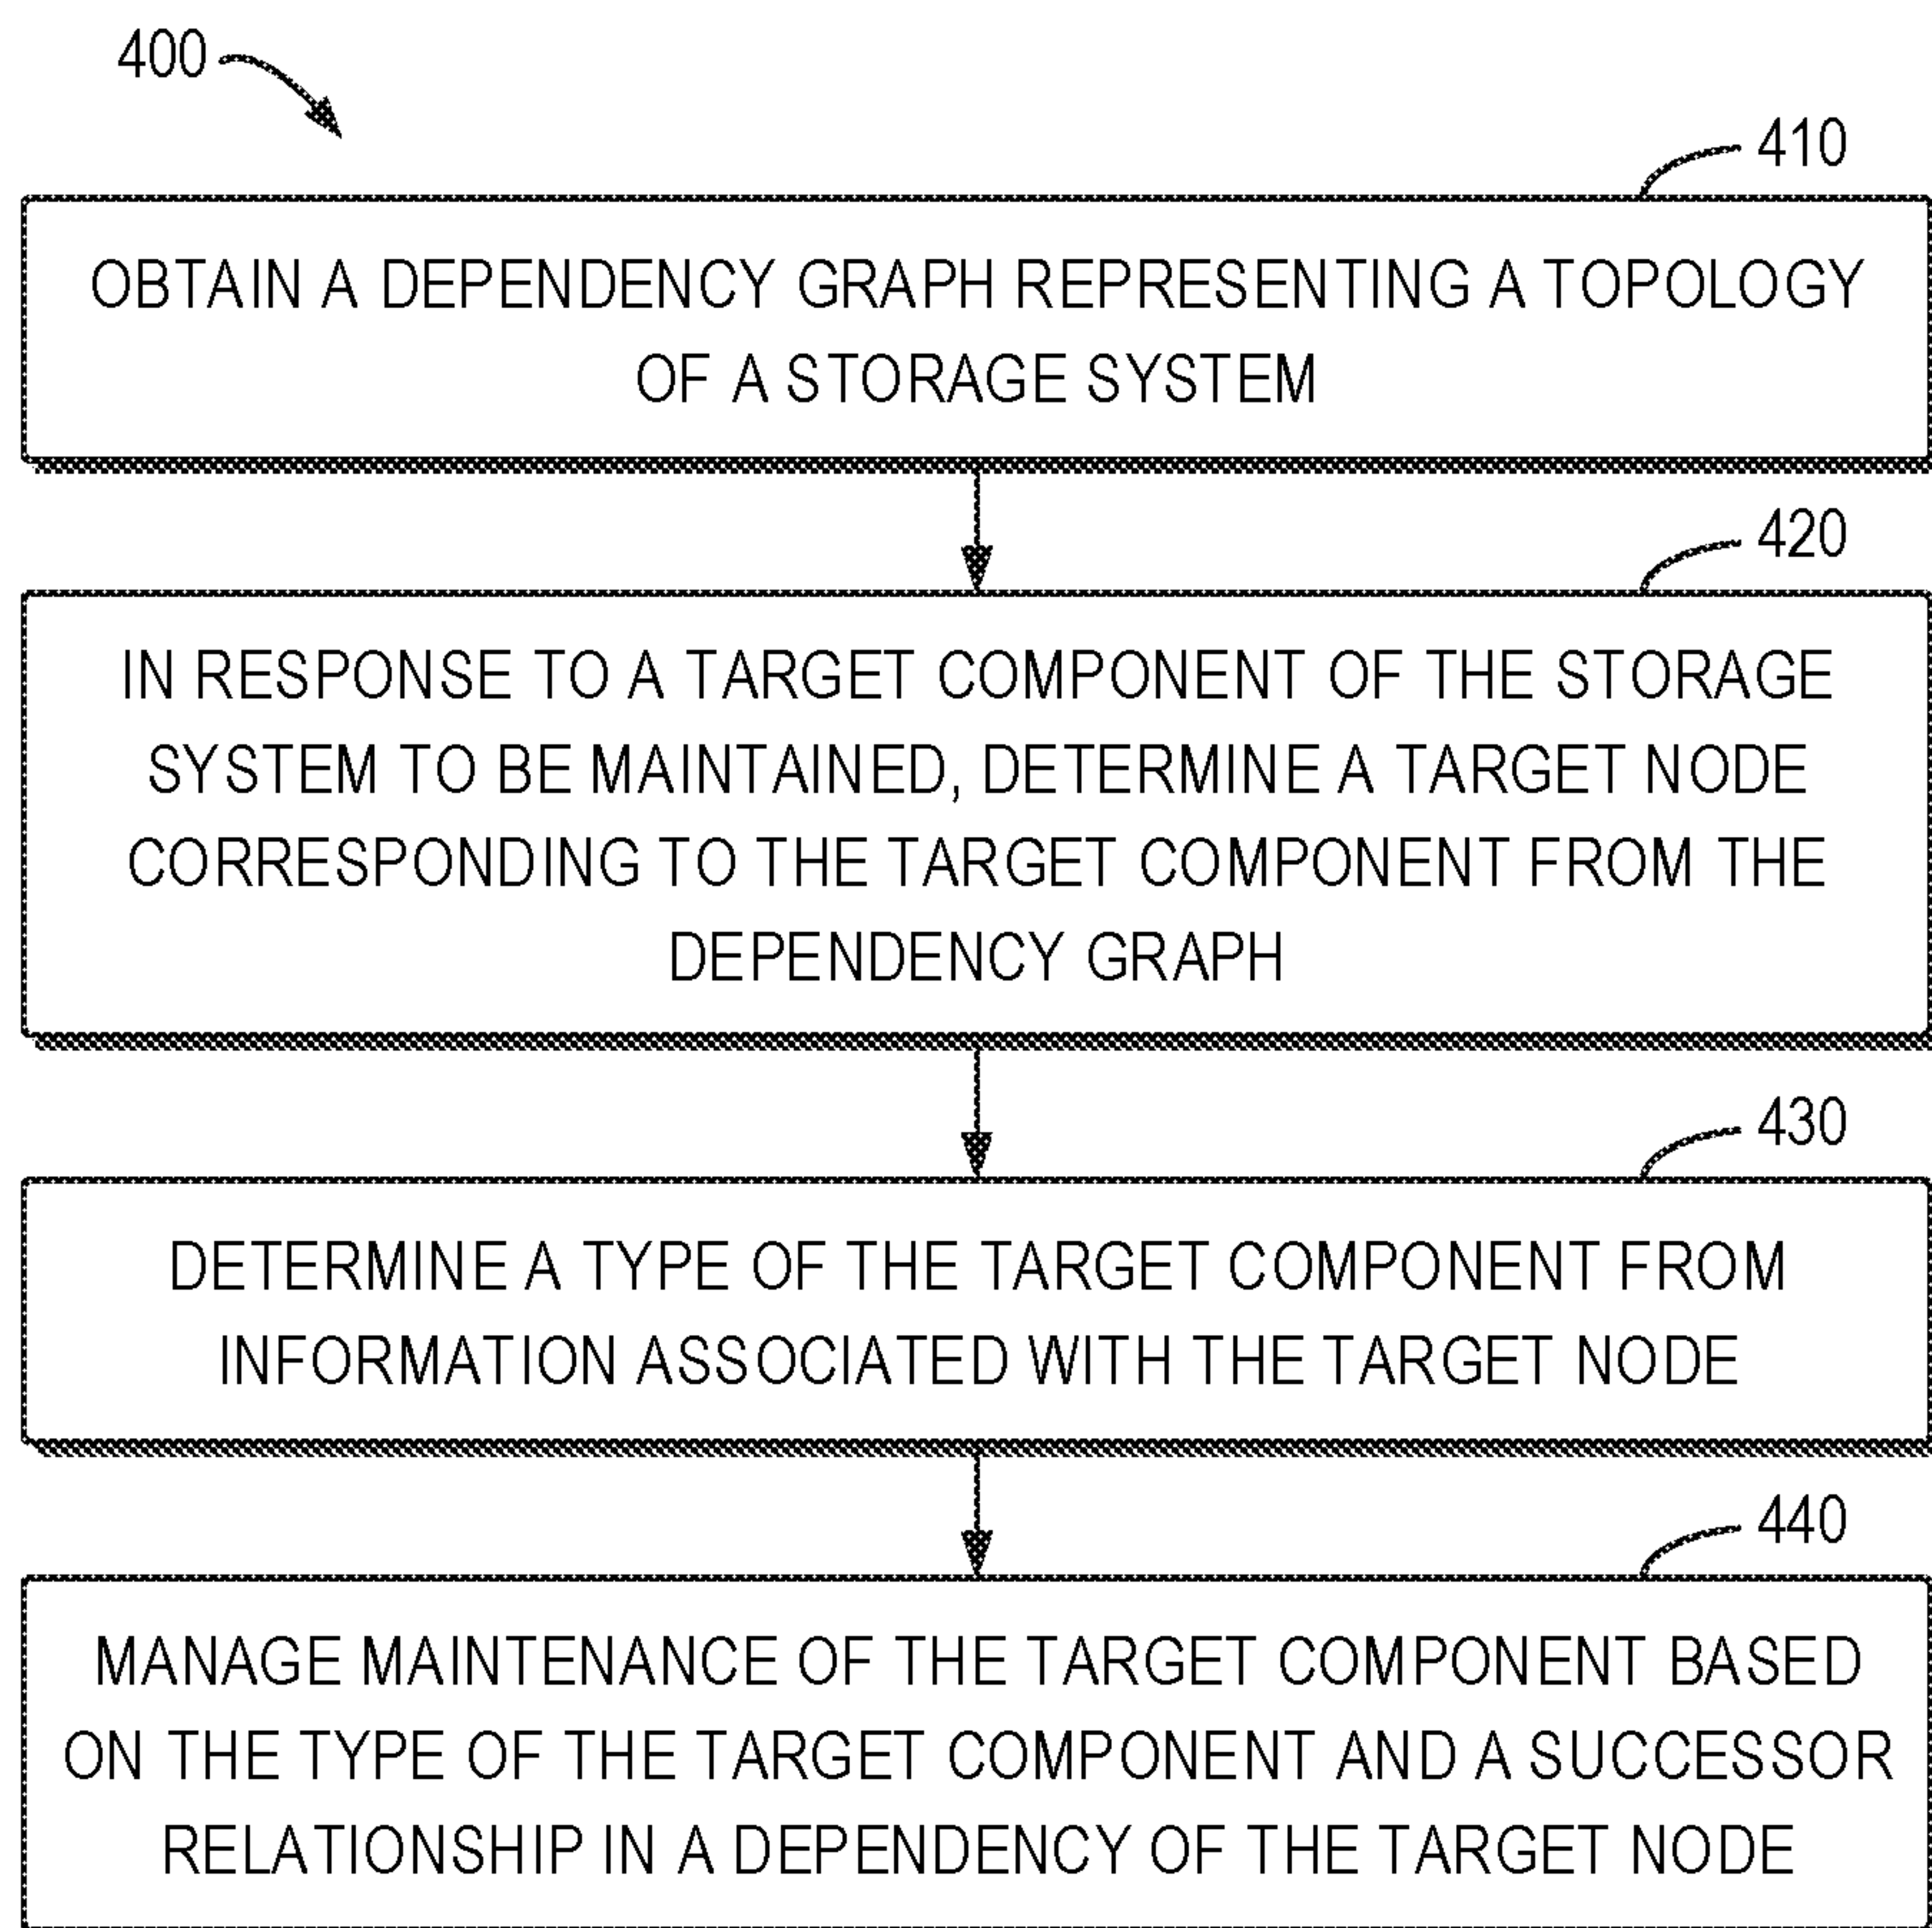 400
410
OBTAIN A DEPENDENCY GRAPH REPRESENTING A TOPOLOGY
OF A STORAGE SYSTEM
420
IN RESPONSE TO A TARGET COMPONENT OF THE STORAGE
SYSTEM TO BE MAINTAINED, DETERMINE A TARGET NODE
CORRESPONDING TO THE TARGET COMPONENT FROM THE
DEPENDENCY GRAPH
430
DETERMINE A TYPE OF THE TARGET COMPONENT FROM
INFORMATION ASSOCIATED WITH THE TARGET NODE
440
MANAGE MAINTENANCE OF THE TARGET COMPONENT BASED
ON THE TYPE OF THE TARGET COMPONENT AND A SUCCESSOR
RELATIONSHIP IN A DEPENDENCY OF THE TARGET NODE